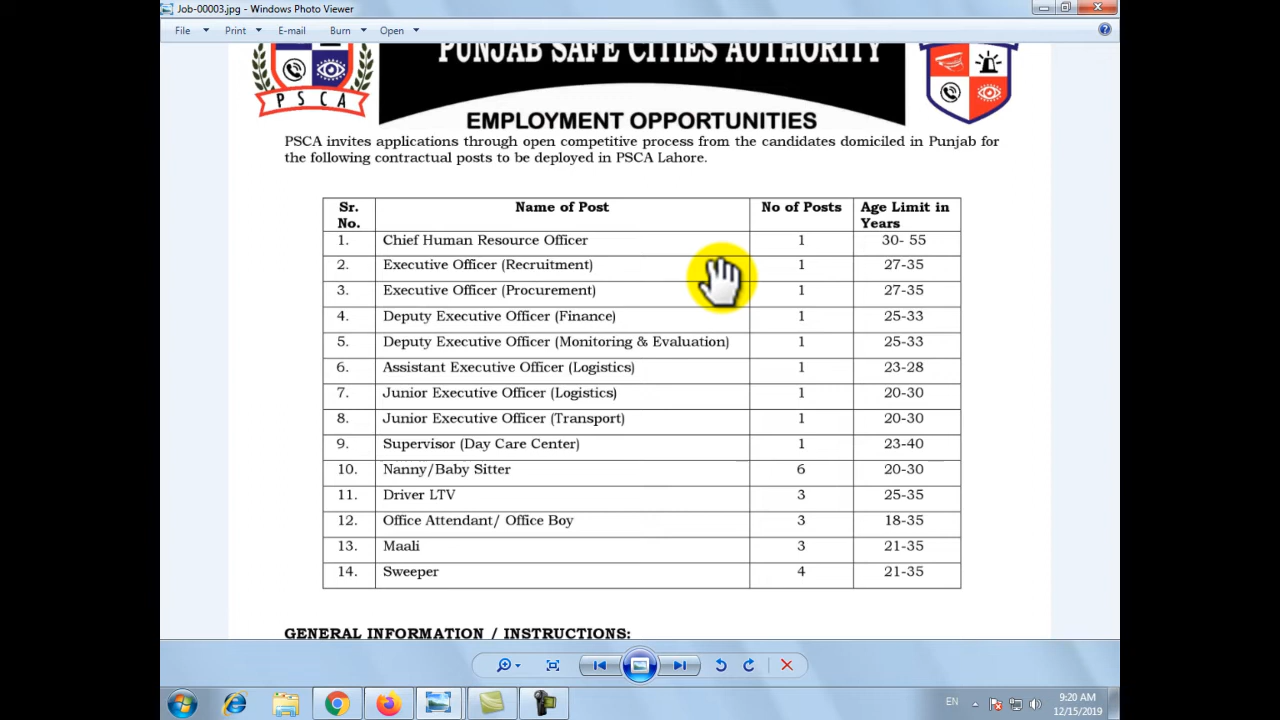 Job-00003.jpg - Windows Photo Viewer
File Print E-mail Burn Open
PUNJAB SAFE CITIES AUTHORITY
P S C A
EMPLOYMENT OPPORTUNITIES
PSCA invites applications through open competitive process from the candidates domiciled in Punjab for
the following contractual posts to be deployed in PSCA Lahore.
Sr. No. Name of Post No of Posts Age Limit in Years
1. Chief Human Resource Officer 1 30- 55
2. Executive Officer (Recruitment) 1 27-35
3. Executive Officer (Procurement) 1 27-35
4. Deputy Executive Officer (Finance) 1 25-33
5. Deputy Executive Officer (Monitoring & Evaluation) 1 25-33
6. Assistant Executive Officer (Logistics) 1 23-28
7. Junior Executive Officer (Logistics) 1 20-30
8. Junior Executive Officer (Transport) 1 20-30
9. Supervisor (Day Care Center) 1 23-40
10. Nanny/Baby Sitter 6 20-30
11. Driver LTV 3 25-35
12. Office Attendant/ Office Boy 3 18-35
13. Maali 3 21-35
14. Sweeper 4 21-35
GENERAL INFORMATION / INSTRUCTIONS:
EN
9:20 AM
12/15/2019